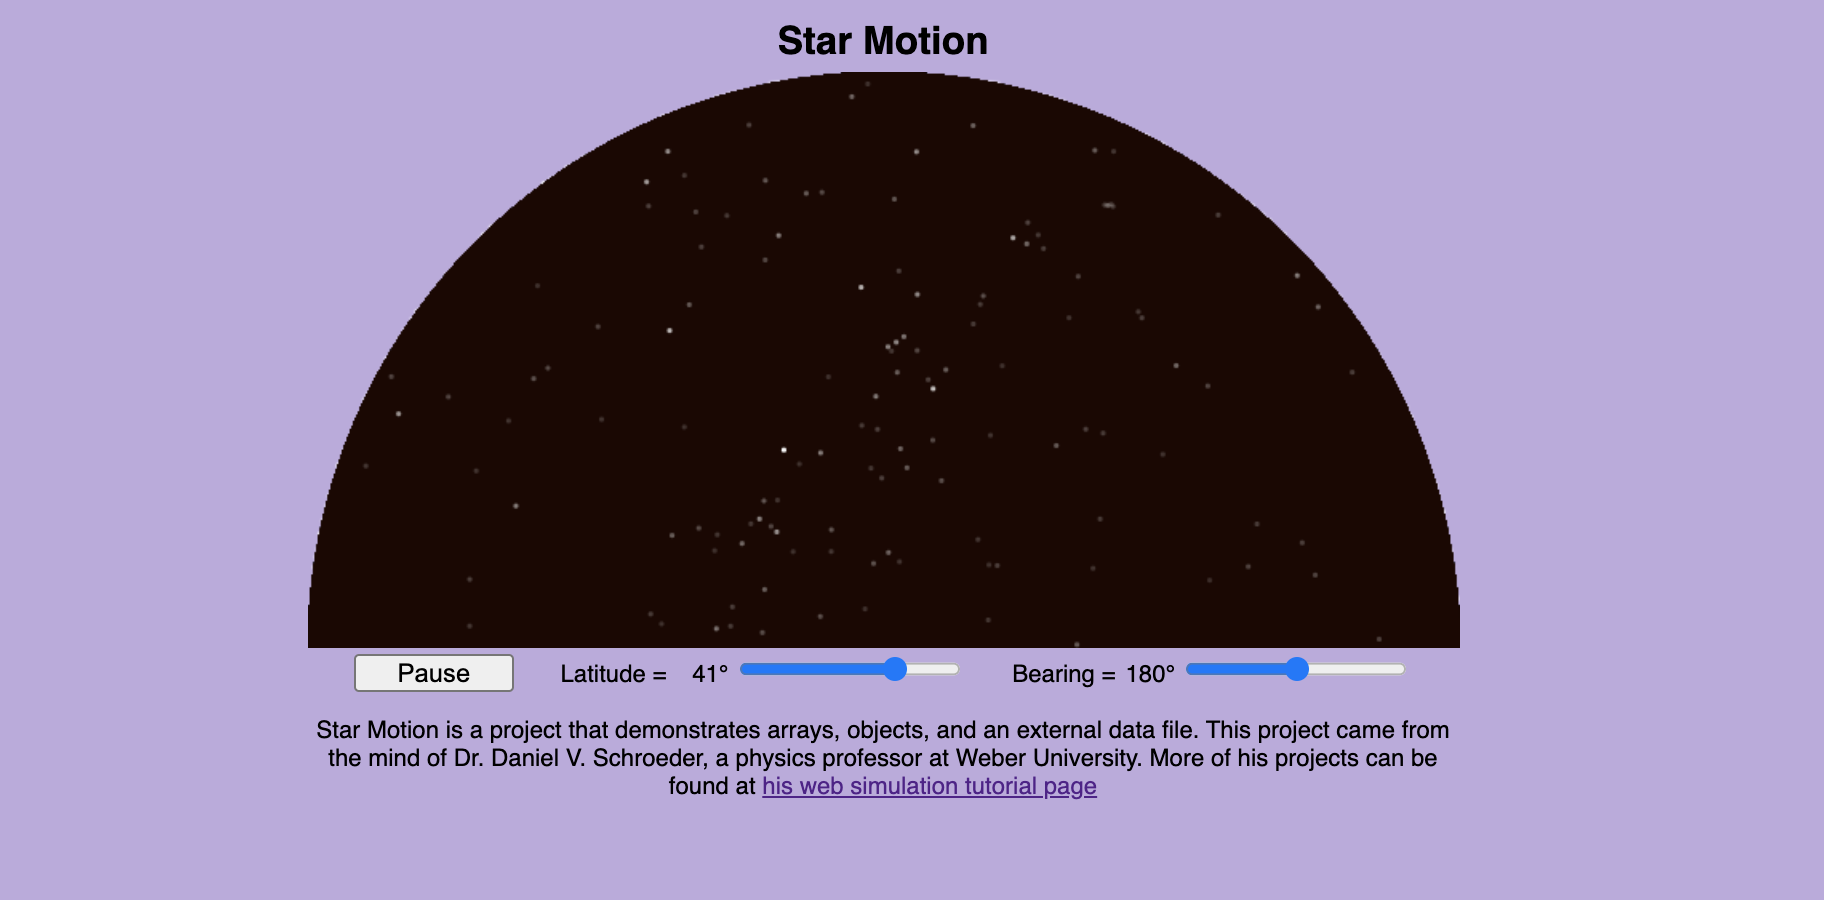 Star Motion
Pause
Latitude = 41°
Bearing = 180°
Star Motion is a project that demonstrates arrays, objects, and an external data file. This project came from
the mind of Dr. Daniel V. Schroeder, a physics professor at Weber University. More of his projects can be
found at his web simulation tutorial page